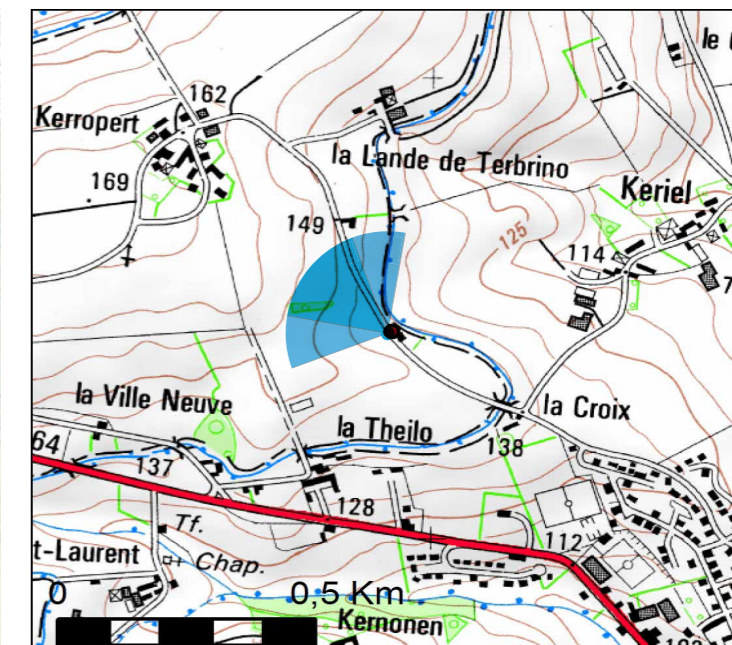 le
162
Kerropert
la Lande de Terbrino
169
Keriel
149
125
114
7
la Ville Neuve
la Croix
la Theilo
64
138
137
128
Tf.
112
t-Laurent
Chap.
0
0,5 Km
Kernonen